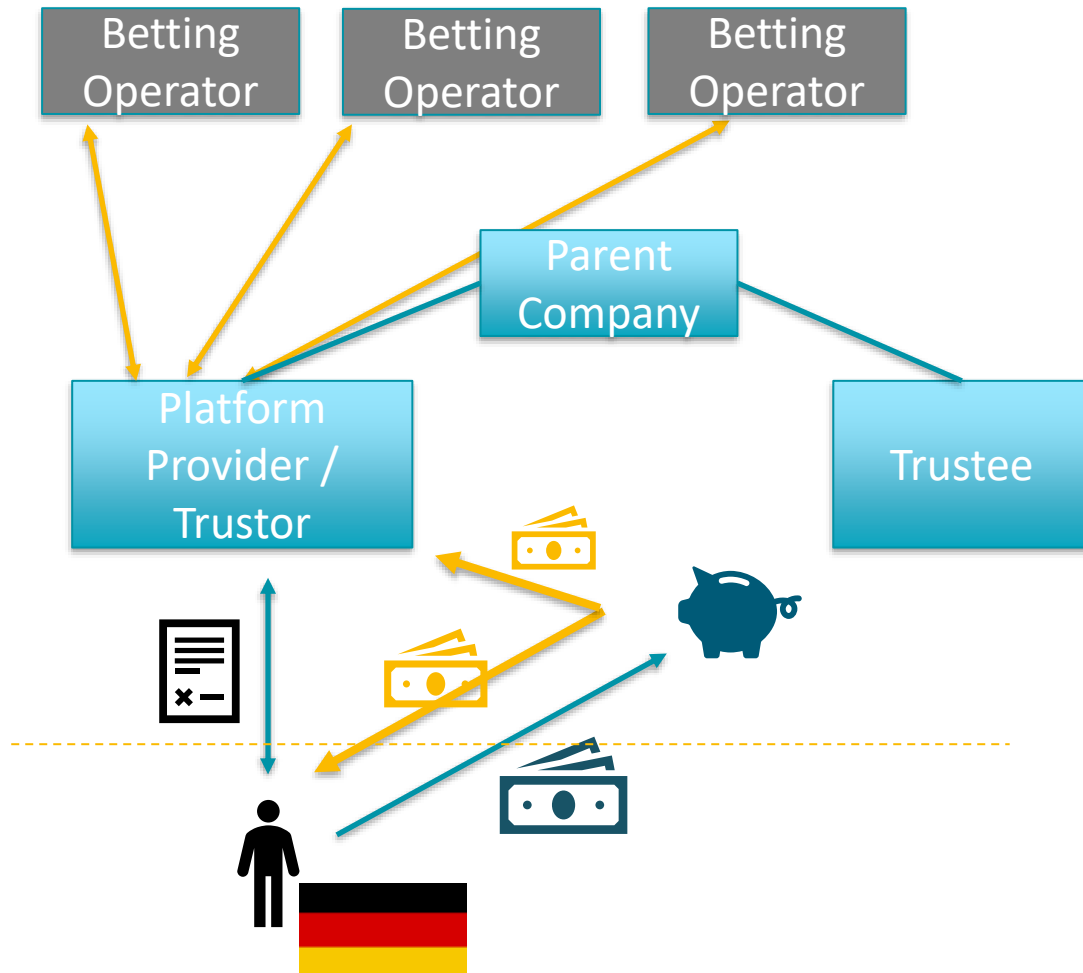 Betting
Operator
Betting
Operator
Betting
Operator
Parent
Company
Platform
Provider /
Trustor
Trustee